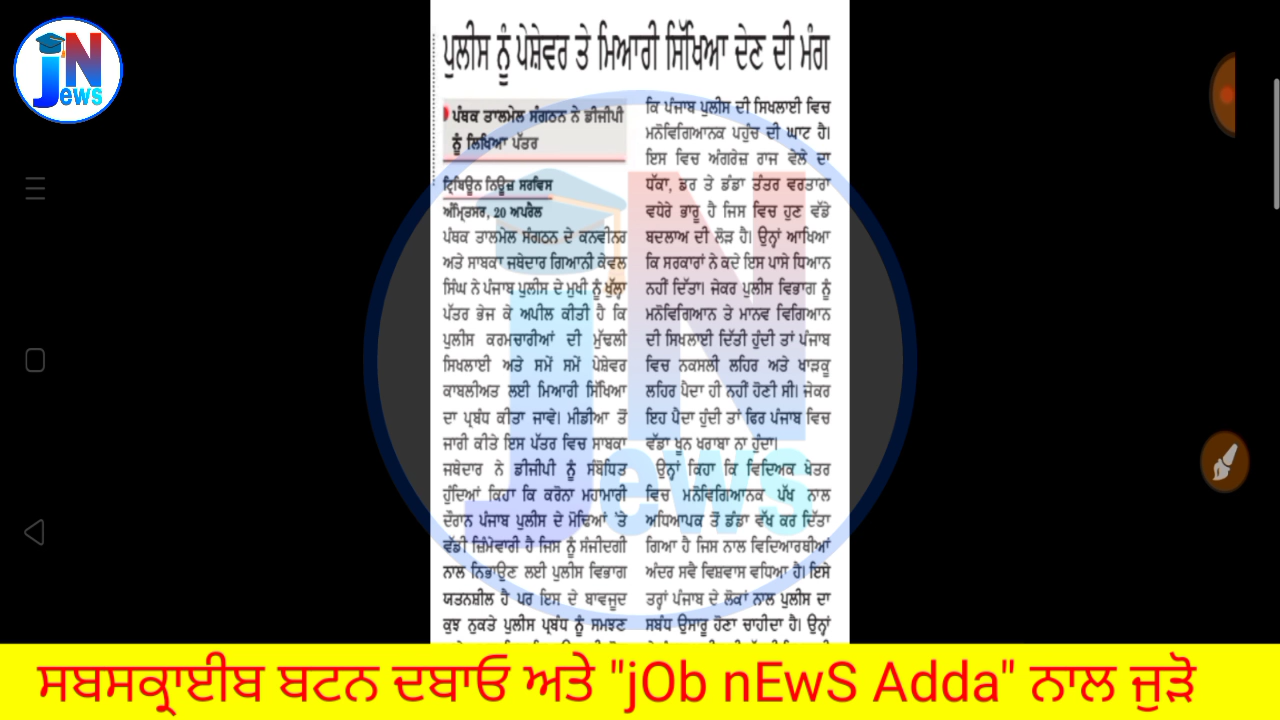 jN
ews
ਪੁਲੀਸ ਨੂੰ ਪੇਸ਼ੇਵਰ ਤੇ ਮਿਆਰੀ ਸਿੱਖਿਆ ਦੇਣ ਦੀ ਮੰਗ
ਪੰਥਕ ਤਾਲਮੇਲ ਸੰਗਠਨ ਨੇ ਡੀਜੀਪੀ
ਨੂੰ ਲਿਖਿਆ ਪੱਤਰ
ਟ੍ਰਿਬਿਊਨ ਨਿਊਜ਼ ਸਰਵਿਸ
ਅੰਮ੍ਰਿਤਸਰ, 20 ਅਪਰੈਲ
ਪੰਥਕ ਤਾਲਮੇਲ ਸੰਗਠਨ ਦੇ ਕਨਵੀਨਰ
ਅਤੇ ਸਾਬਕਾ ਜਥੇਦਾਰ ਗਿਆਨੀ ਕੇਵਲ
ਸਿੰਘ ਨੇ ਪੰਜਾਬ ਪੁਲੀਸ ਦੇ ਮੁਖੀ ਨੂੰ ਖੁੱਲ੍ਹਾ
ਪੱਤਰ ਭੇਜ ਕੇ ਅਪੀਲ ਕੀਤੀ ਹੈ ਕਿ
ਪੁਲੀਸ ਕਰਮਚਾਰੀਆਂ ਦੀ ਮੁੱਢਲੀ
ਸਿਖਲਾਈ ਅਤੇ ਸਮੇਂ ਸਮੇਂ ਪੇਸ਼ੇਵਰ
ਕਾਬਲੀਅਤ ਲਈ ਮਿਆਰੀ ਸਿੱਖਿਆ
ਦਾ ਪ੍ਰਬੰਧ ਕੀਤਾ ਜਾਵੇ। ਮੀਡੀਆ ਤੋਂ
ਜਾਰੀ ਕੀਤੇ ਇਸ ਪੱਤਰ ਵਿਚ ਸਾਬਕਾ
ਜਥੇਦਾਰ ਨੇ ਡੀਜੀਪੀ ਨੂੰ ਸੰਬੋਧਿਤ
ਹੁੰਦਿਆਂ ਕਿਹਾ ਕਿ ਕਰੋਨਾ ਮਹਾਮਾਰੀ
ਦੌਰਾਨ ਪੰਜਾਬ ਪੁਲੀਸ ਦੇ ਮੋਢਿਆਂ 'ਤੇ
ਵੱਡੀ ਜ਼ਿੰਮੇਵਾਰੀ ਹੈ ਜਿਸ ਨੂੰ ਸੰਜੀਦਗੀ
ਨਾਲ ਨਿਭਾਉਣ ਲਈ ਪੁਲੀਸ ਵਿਭਾਗ
ਯਤਨਸ਼ੀਲ ਹੈ ਪਰ ਇਸ ਦੇ ਬਾਵਜੂਦ
ਕੁਝ ਨੁਕਤੇ ਪੁਲੀਸ ਪ੍ਰਬੰਧ ਨੂੰ ਸਮਝਣ
ਕਿ ਪੰਜਾਬ ਪੁਲੀਸ ਦੀ ਸਿਖਲਾਈ ਵਿਚ
ਮਨੋਵਿਗਿਆਨਕ ਪਹੁੰਚ ਦੀ ਘਾਟ ਹੈ।
ਇਸ ਵਿਚ ਅੰਗਰੇਜ਼ ਰਾਜ ਵੇਲੇ ਦਾ
ਧੱਕਾ, ਡਰ ਤੇ ਡੰਡਾ ਤੰਤਰ ਵਰਤਾਰਾ
ਵਧੇਰੇ ਭਾਰੂ ਹੈ ਜਿਸ ਵਿਚ ਹੁਣ ਵੱਡੇ
ਬਦਲਾਅ ਦੀ ਲੋੜ ਹੈ। ਉਨ੍ਹਾਂ ਆਖਿਆ
ਕਿ ਸਰਕਾਰਾਂ ਨੇ ਕਦੇ ਇਸ ਪਾਸੇ ਧਿਆਨ
ਨਹੀਂ ਦਿੱਤਾ। ਜੇਕਰ ਪੁਲੀਸ ਵਿਭਾਗ ਨੂੰ
ਮਨੋਵਿਗਿਆਨ ਤੇ ਮਾਨਵ ਵਿਗਿਆਨ
ਦੀ ਸਿਖਲਾਈ ਦਿੱਤੀ ਹੁੰਦੀ ਤਾਂ ਪੰਜਾਬ
ਵਿਚ ਨਕਸਲੀ ਲਹਿਰ ਅਤੇ ਖਾੜਕੂ
ਲਹਿਰ ਪੈਦਾ ਹੀ ਨਹੀਂ ਹੋਣੀ ਸੀ। ਜੇਕਰ
ਇਹ ਪੈਦਾ ਹੁੰਦੀ ਤਾਂ ਫਿਰ ਪੰਜਾਬ ਵਿਚ
ਵੱਡਾ ਖੂਨ ਖਰਾਬਾ ਨਾ ਹੁੰਦਾ।
ਉਨ੍ਹਾਂ ਕਿਹਾ ਕਿ ਵਿਦਿਅਕ ਖੇਤਰ
ਵਿਚ ਮਨੋਵਿਗਿਆਨਕ ਪੱਖ ਨਾਲ
ਅਧਿਆਪਕ ਤੋਂ ਡੰਡਾ ਵੱਖ ਕਰ ਦਿੱਤਾ
ਗਿਆ ਹੈ ਜਿਸ ਨਾਲ ਵਿਦਿਆਰਥੀਆਂ
ਅੰਦਰ ਸਵੈ ਵਿਸ਼ਵਾਸ ਵਧਿਆ ਹੈ। ਇਸੇ
ਤਰ੍ਹਾਂ ਪੰਜਾਬ ਦੇ ਲੋਕਾਂ ਨਾਲ ਪੁਲੀਸ ਦਾ
ਸਬੰਧ ਉਸਾਰੂ ਹੋਣਾ ਚਾਹੀਦਾ ਹੈ। ਉਨ੍ਹਾਂ
ਸਬਸਕ੍ਰਾਈਬ ਬਟਨ ਦਬਾਓ ਅਤੇ "jOb nEwS Adda" ਨਾਲ ਜੁੜੋ